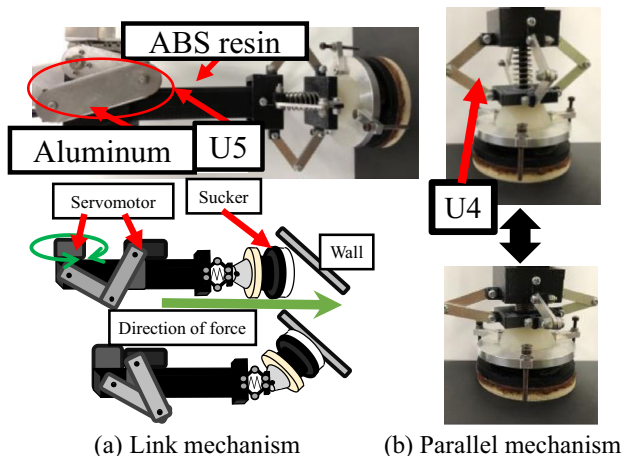 ABS resin
Aluminum
U5
U4
Servomotor
Sucker
Wall
Direction of force
(a) Link mechanism
(b) Parallel mechanism